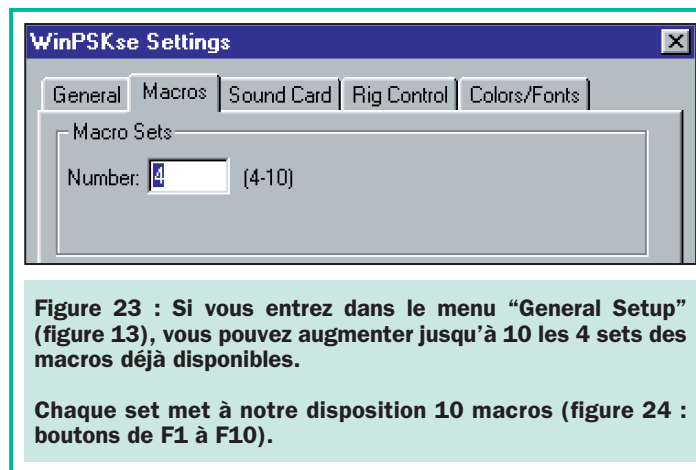 WinPSKse Settings
General Macros Sound Card Rig Control Colors/Fonts
Macro Sets
Number: 4 (4-10)
Figure 23 : Si vous entrez dans le menu “General Setup”
(figure 13), vous pouvez augmenter jusqu’à 10 les 4 sets des
macros déjà disponibles.
Chaque set met à notre disposition 10 macros (figure 24 :
boutons de F1 à F10).